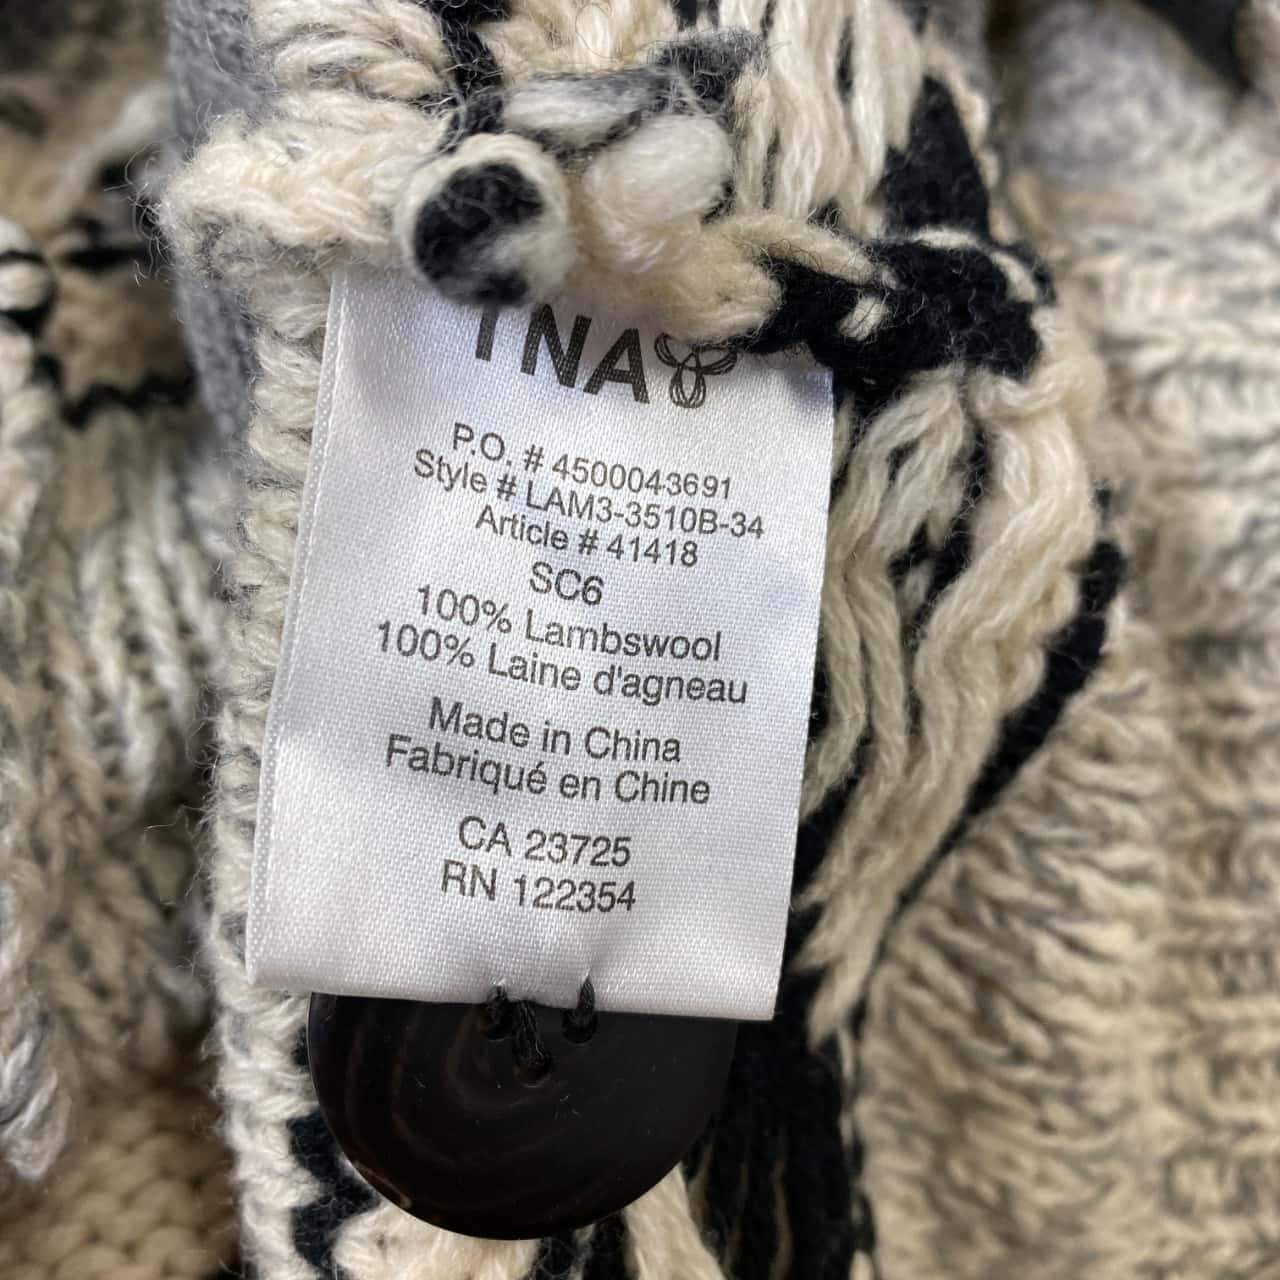 TNA
P.O. # 4500043691
Style # LAM3-3510B-34
Article # 41418
SC6
100% Lambswool
100% Laine d'agneau
Made in China
Fabriqué en Chine
CA 23725
RN 122354